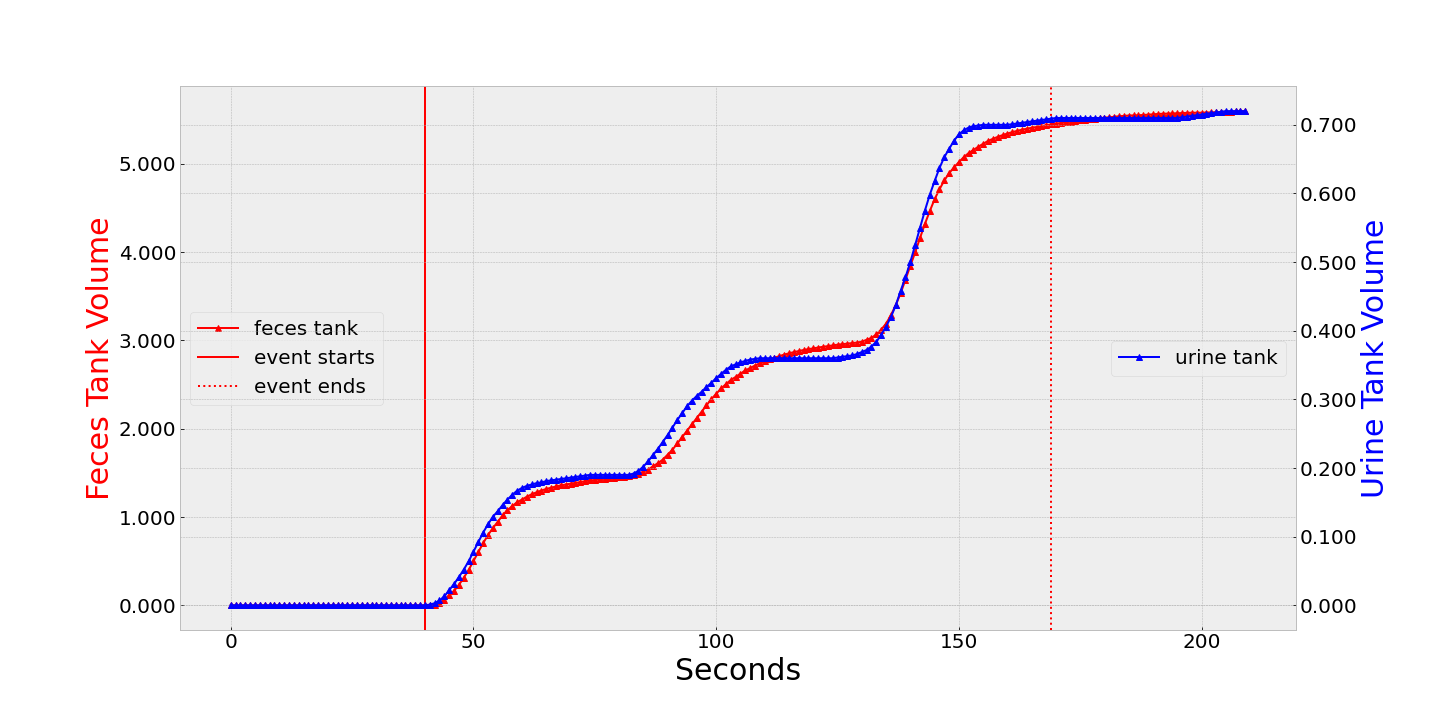 5.000
4.000
3.000
2.000
1.000
0.000
Feces Tank Volume
feces tank
event starts
event ends
0.700
0.600
0.500
0.400
0.300
0.200
0.100
0.000
Urine Tank Volume
urine tank
0 50 100 150 200
Seconds